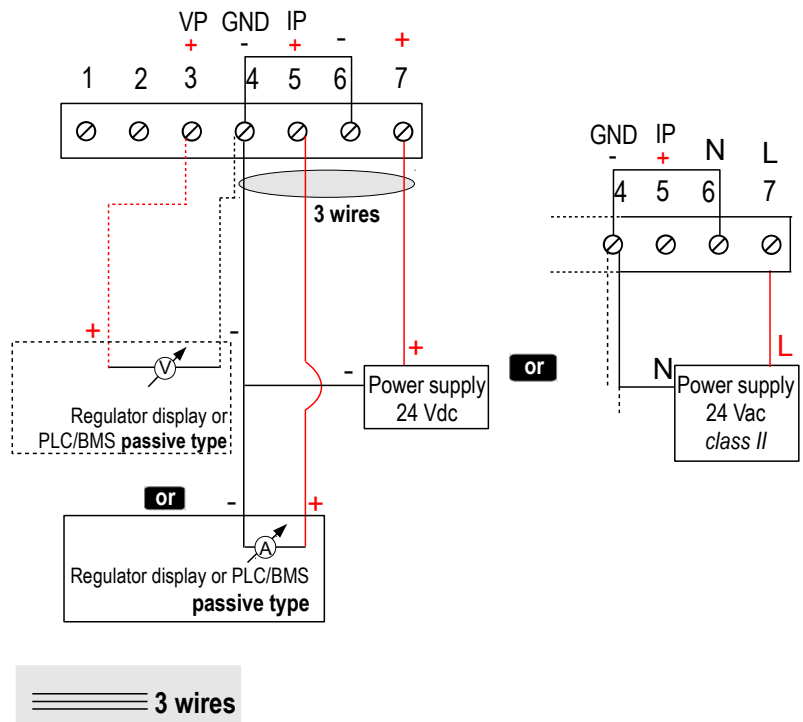 VP GND IP
+ - + - +
1 2 3 4 5 6 7
3 wires
+
-
V
Regulator display or
PLC/BMS passive type
- +
Power supply
24 Vdc
or
- +
A
Regulator display or PLC/BMS
passive type
or
GND IP N L
- +
4 5 6 7
N L
Power supply
24 Vac
class II
3 wires